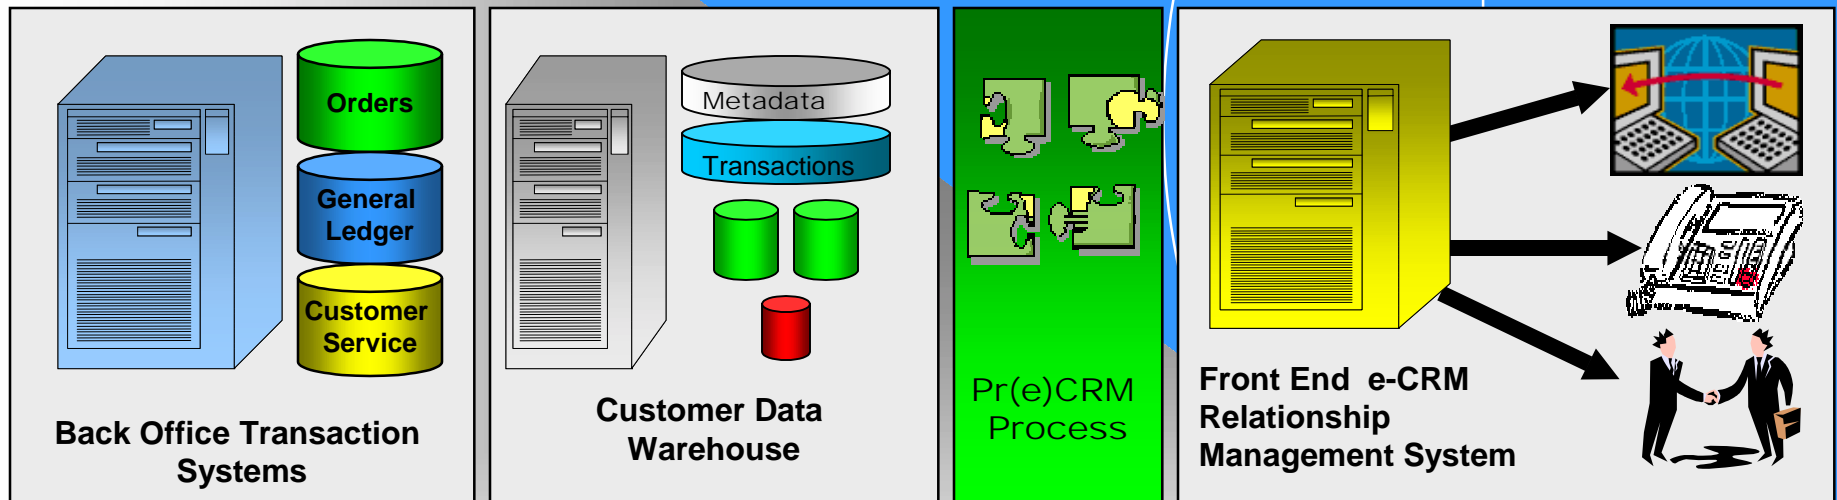 Orders
General
Ledger
Customer
Service
Back Office Transaction
Systems
Metadata
Transactions
Customer Data
Warehouse
Pr(e)CRM
Process
Front End e-CRM
Relationship
Management System